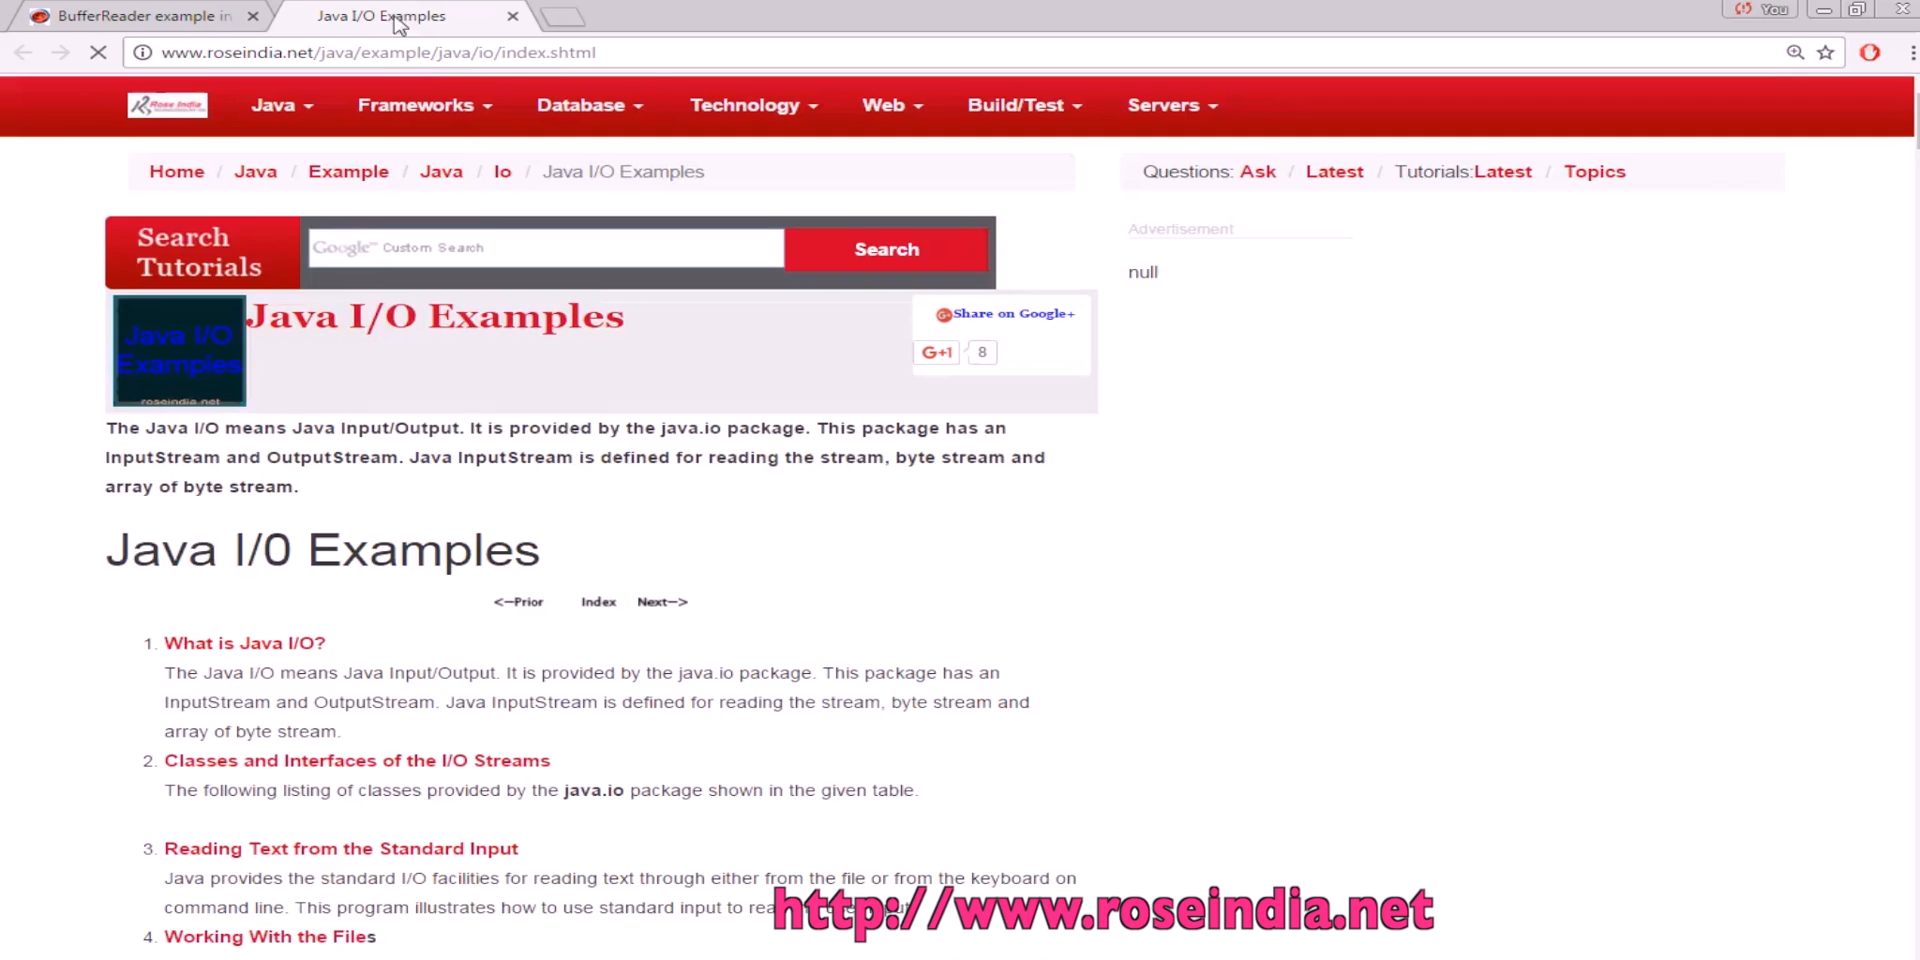 BufferReader example in
Java I/O Examples
You
www.roseindia.net/java/example/java/io/index.shtml
Rose India
Java
Frameworks
Database
Technology
Web
Build/Test
Servers
Home / Java / Example / Java / Io / Java I/O Examples
Questions: Ask / Latest / Tutorials:Latest / Topics
Search
Tutorials
Google™ Custom Search
Search
Advertisement
null
Java I/O
Examples
roseindia.net
Java I/O Examples
Share on Google+
G+1
8
The Java I/O means Java Input/Output. It is provided by the java.io package. This package has an
InputStream and OutputStream. Java InputStream is defined for reading the stream, byte stream and
array of byte stream.
Java I/0 Examples
<--Prior Index Next-->
1. What is Java I/O?
The Java I/O means Java Input/Output. It is provided by the java.io package. This package has an
InputStream and OutputStream. Java InputStream is defined for reading the stream, byte stream and
array of byte stream.
2. Classes and Interfaces of the I/O Streams
The following listing of classes provided by the java.io package shown in the given table.
3. Reading Text from the Standard Input
Java provides the standard I/O facilities for reading text through either from the file or from the keyboard on
command line. This program illustrates how to use standard input to
http://www.roseindia.net
4. Working With the Files